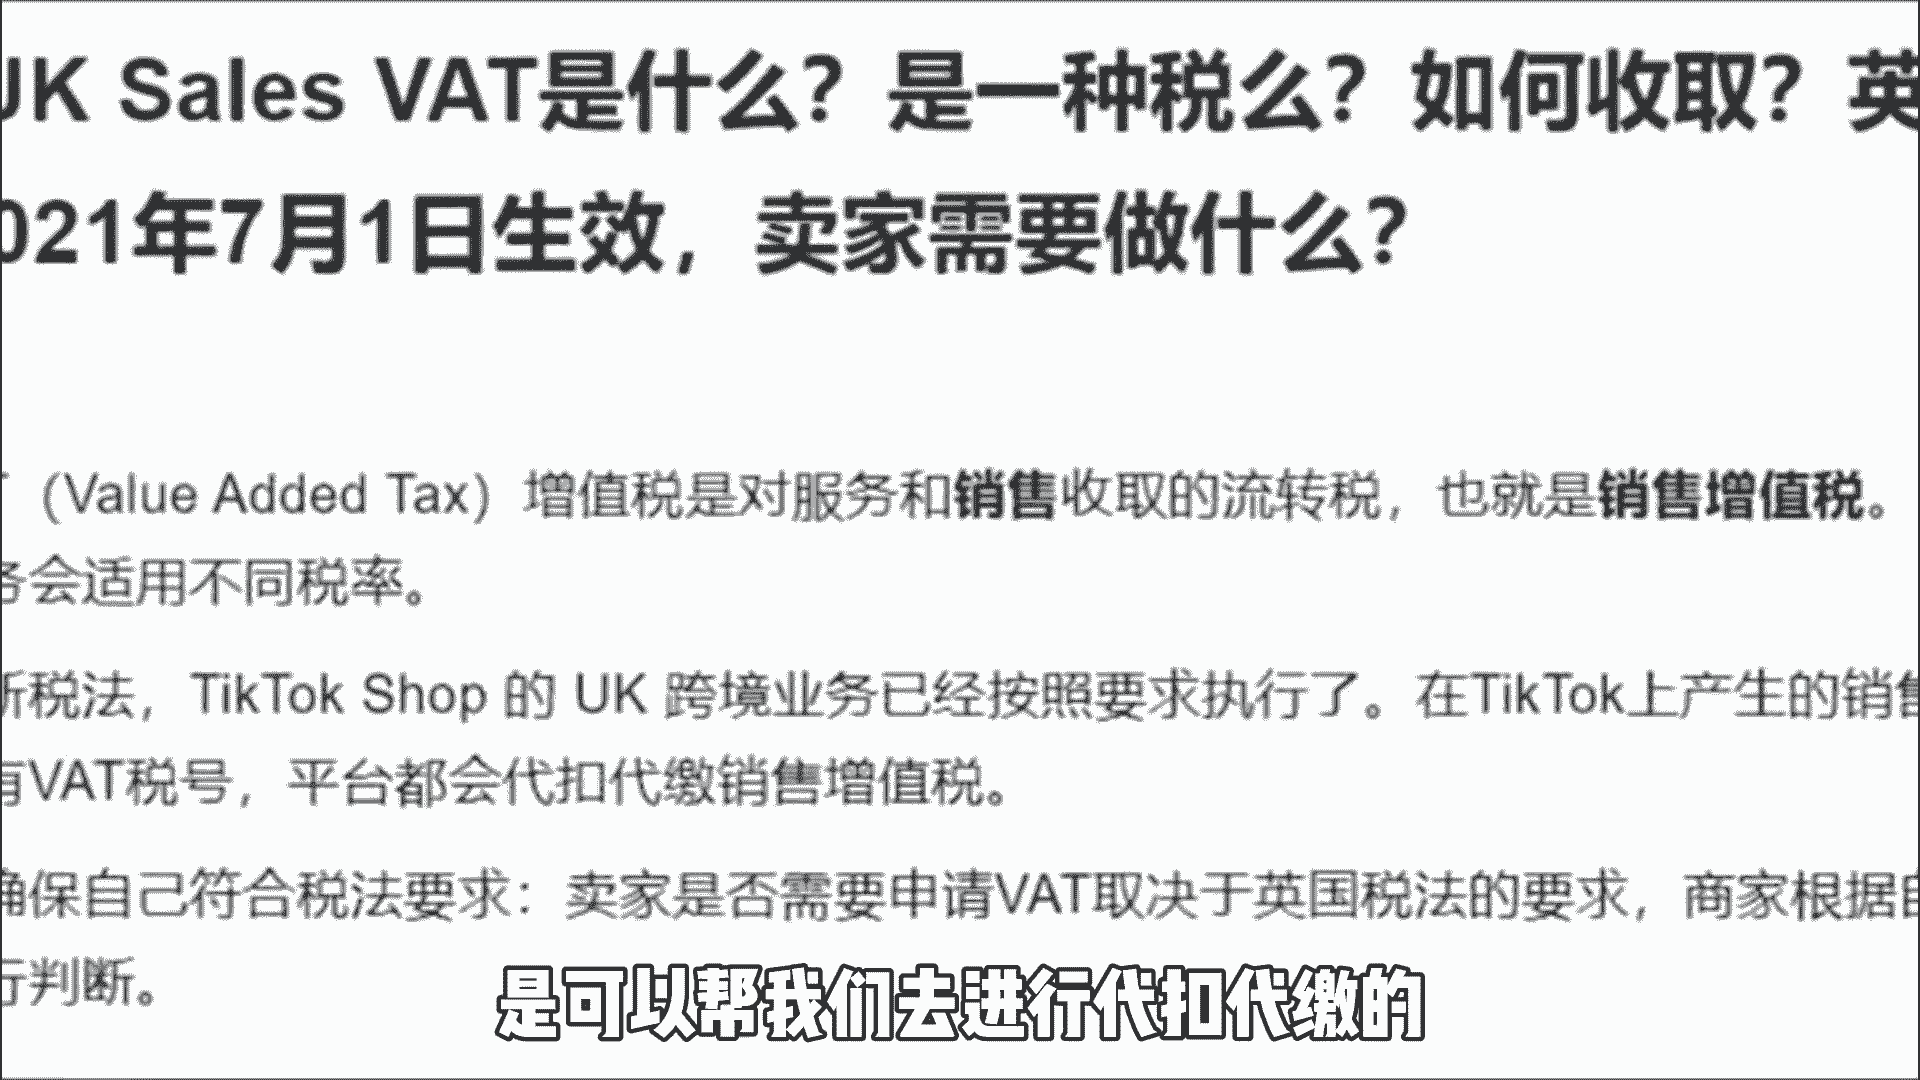 UK Sales VAT是什么？是一种税么？如何收取？英
021年7月1日生效，卖家需要做什么？
（Value Added Tax）增值税是对服务和销售收取的流转税，也就是销售增值税。
务会适用不同税率。
新税法，TikTok Shop 的 UK 跨境业务已经按照要求执行了。在TikTok上产生的销售
有VAT税号，平台都会代扣代缴销售增值税。
确保自己符合税法要求：卖家是否需要申请VAT取决于英国税法的要求，商家根据自
行判断。
是可以帮我们去进行代扣代缴的